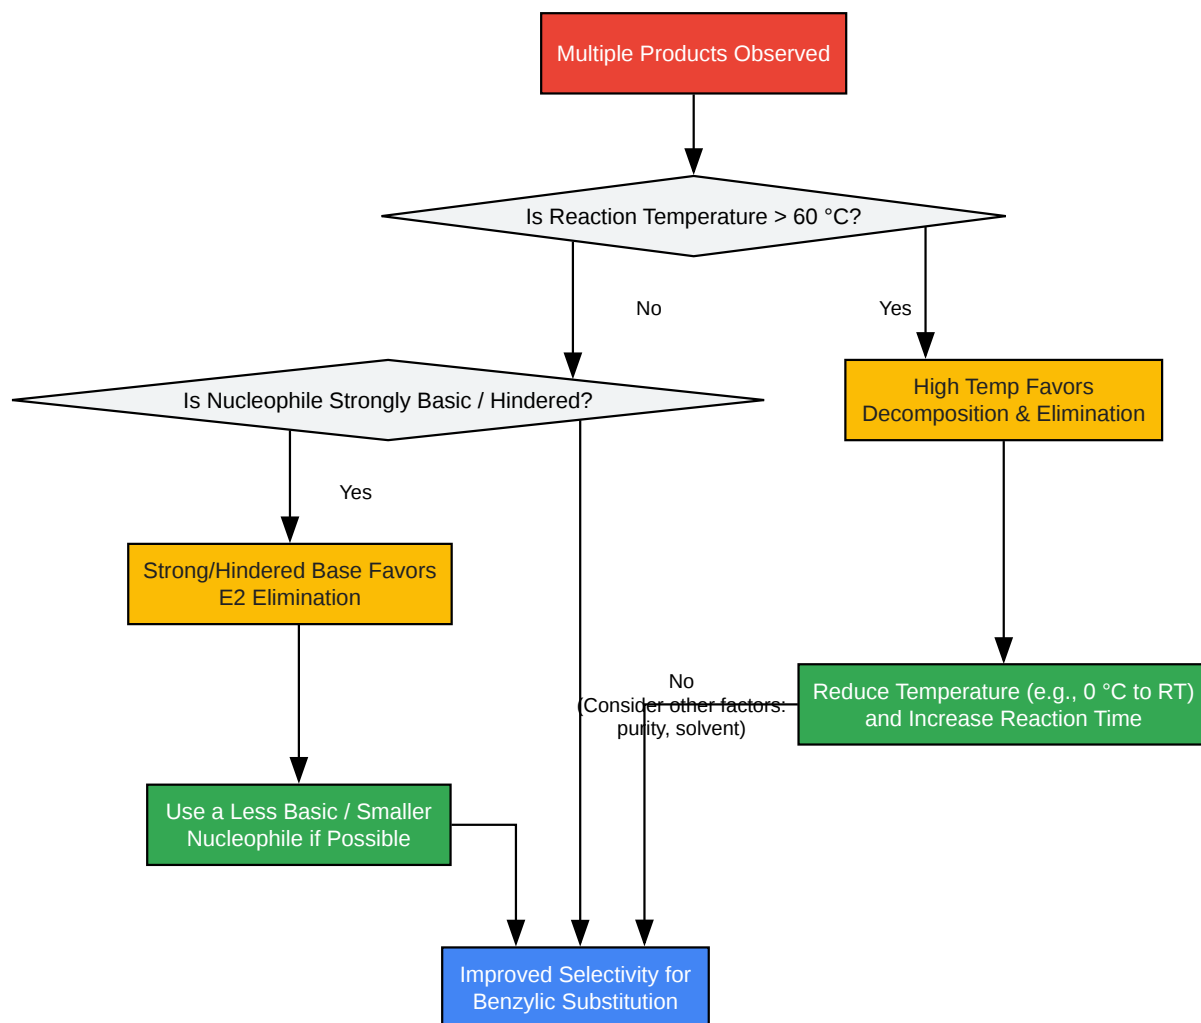 Multiple Products Observed
Is Reaction Temperature > 60 °C?
No
Yes
Is Nucleophile Strongly Basic / Hindered?
High Temp Favors
Decomposition & Elimination
Yes
Strong/Hindered Base Favors
E2 Elimination
No
(Consider other factors:
purity, solvent)
Reduce Temperature (e.g., 0 °C to RT)
and Increase Reaction Time
Use a Less Basic / Smaller
Nucleophile if Possible
Improved Selectivity for
Benzylic Substitution